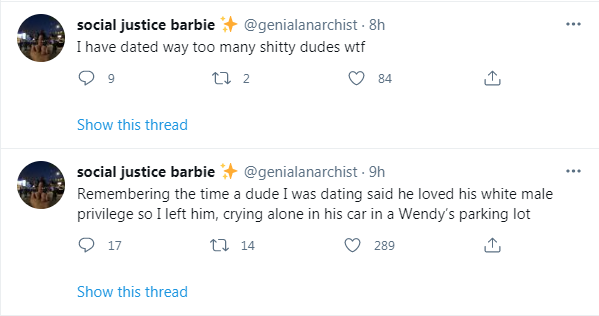 social justice barbie ✨ @genialanarchist · 8h
I have dated way too many shitty dudes wtf
9 2 84
Show this thread
social justice barbie ✨ @genialanarchist · 9h
Remembering the time a dude I was dating said he loved his white male
privilege so I left him, crying alone in his car in a Wendy’s parking lot
17 14 289
Show this thread